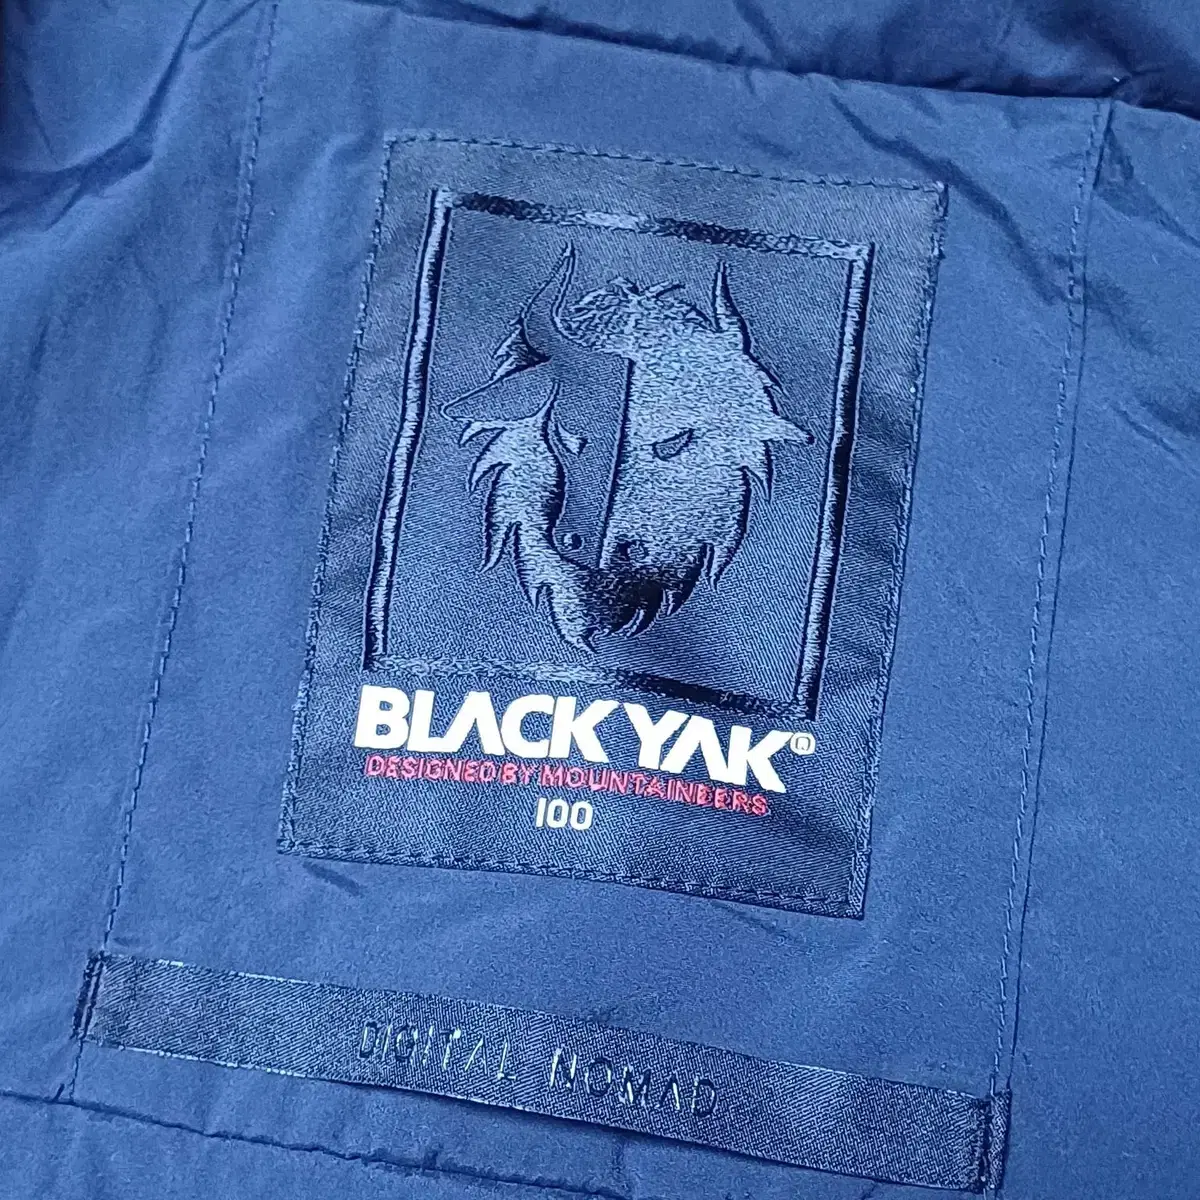 BLACKYAK®
DESIGNED BY MOUNTAINEERS
100
DIGITAL NOMAD